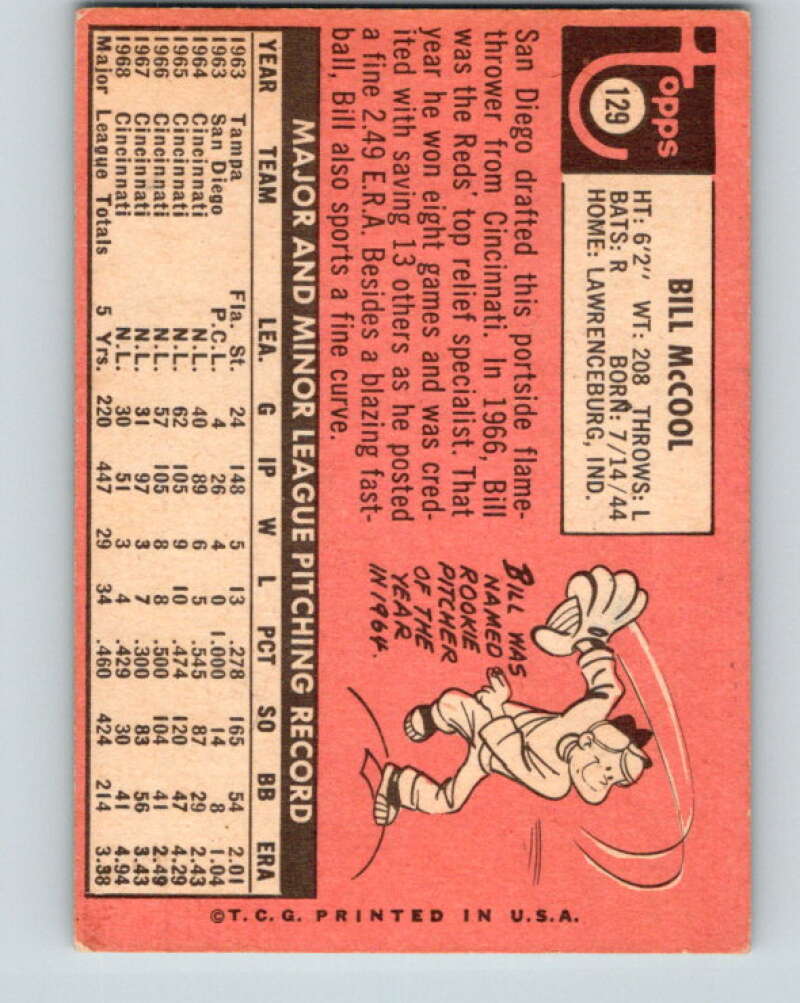 Topps
129
BILL McCOOL
HT: 6'2" WT: 208 THROWS: L
BATS: R BORN: 7/14/44
HOME: LAWRENCEBURG, IND.
San Diego drafted this portside flame-
thrower from Cincinnati. In 1966, Bill
was the Reds' top relief specialist. That
year he won eight games and was cred-
ited with saving 13 others as he posted
a fine 2.49 E.R.A. Besides a blazing fast-
ball, Bill also sports a fine curve.
BILL WAS
NAMED
ROOKIE
PITCHER
OF THE
YEAR
IN 1964.
MAJOR AND MINOR LEAGUE PITCHING RECORD
YEAR TEAM LEA. G IP W L PCT SO BB ERA
1963 Tampa Fla. St. 24 148 5 13 .278 165 54 2.01
1963 San Diego P.C.L. 4 26 4 0 1.000 14 8 1.04
1964 Cincinnati N.L. 40 89 6 5 .545 87 29 2.43
1965 Cincinnati N.L. 62 105 9 10 .474 120 47 4.29
1966 Cincinnati N.L. 57 105 8 8 .500 104 41 2.49
1967 Cincinnati N.L. 31 97 3 7 .300 83 56 3.43
1968 Cincinnati N.L. 30 51 3 4 .429 30 41 4.94
Major League Totals 5 Yrs. 220 447 29 34 .460 424 214 3.38
©T.C.G. PRINTED IN U.S.A.